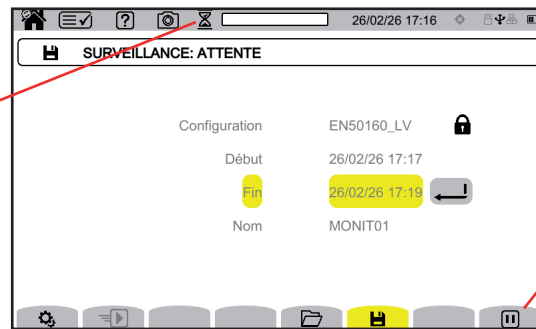 26/02/26 17:16
SURVEILLANCE: ATTENTE
Configuration EN50160_LV
Début 26/02/26 17:17
Fin 26/02/26 17:19
Nom MONIT01